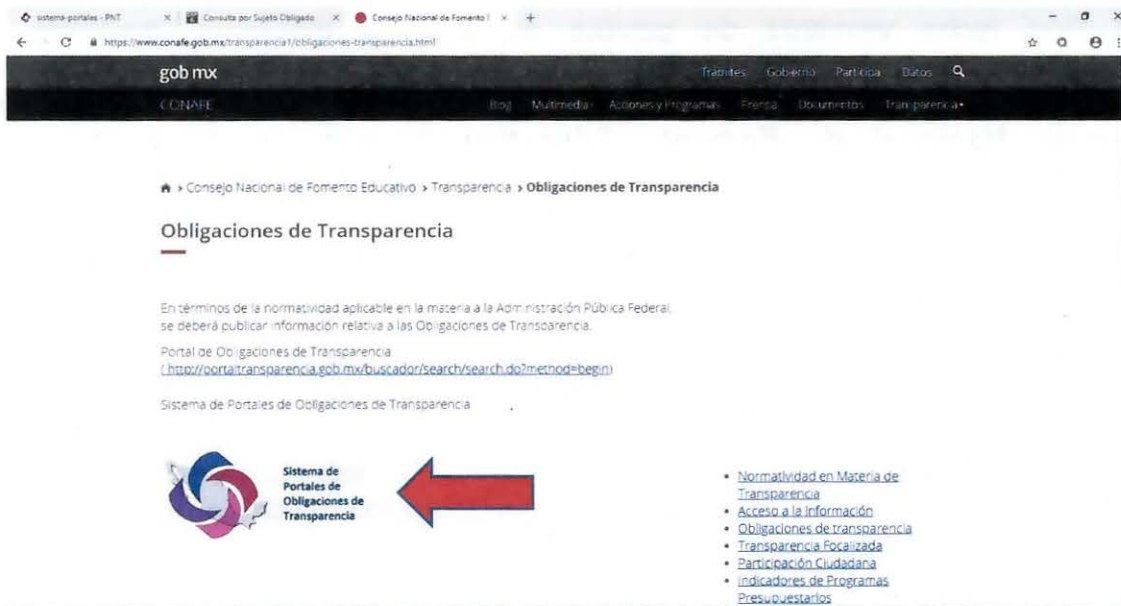 sistema-portales - PNT
Consulta por Sujeto Obligado
Consejo Nacional de Fomento
https://www.conafe.gob.mx/transparencia1/obligaciones-transparencia.html
gob mx
Trámites Gobierno Participa Datos
CONAFE
Blog Multimedia Acciones y Programas Prensa Documentos Transparencia
> Consejo Nacional de Fomento Educativo > Transparencia > Obligaciones de Transparencia
Obligaciones de Transparencia
En términos de la normatividad aplicable en la materia a la Administración Pública Federal,
se deberá publicar información relativa a las Obligaciones de Transparencia.
Portal de Obligaciones de Transparencia
( http://portaltransparencia.gob.mx/buscador/search/search.do?method=begin)
Sistema de Portales de Obligaciones de Transparencia
Sistema de
Portales de
Obligaciones de
Transparencia
• Normatividad en Materia de
Transparencia
• Acceso a la Información
• Obligaciones de transparencia
• Transparencia Focalizada
• Participación Ciudadana
• Indicadores de Programas
Presupuestarios